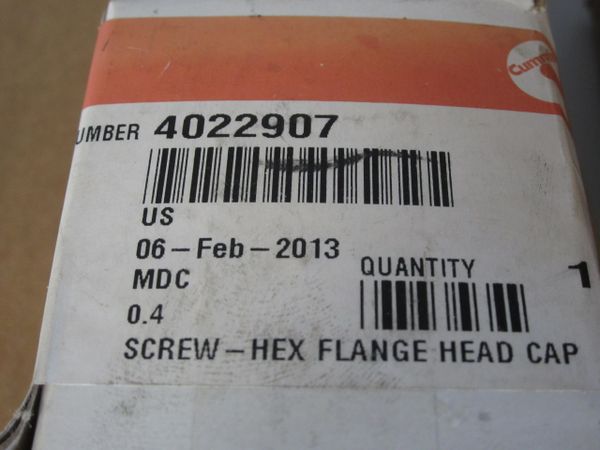 UMBER 4022907
US
06-Feb-2013
MDC
QUANTITY 1
0.4
SCREW-HEX FLANGE HEAD CAP